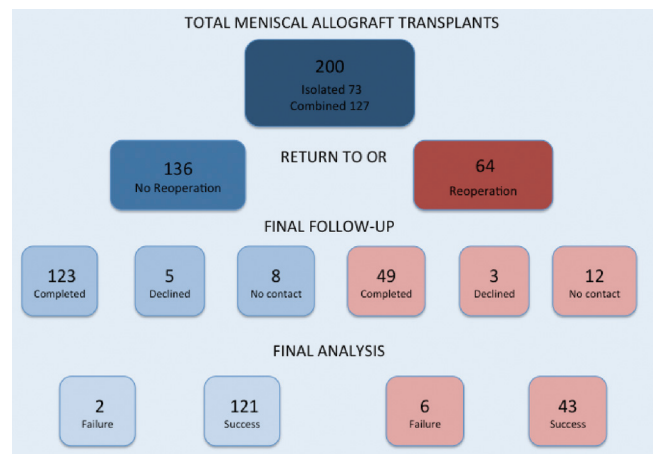 TOTAL MENISCAL ALLOGRAFT TRANSPLANTS
200
Isolated 73
Combined 127
RETURN TO OR
136
No Reoperation
64
Reoperation
FINAL FOLLOW-UP
123
Completed
5
Declined
8
No contact
49
Completed
3
Declined
12
No contact
FINAL ANALYSIS
2
Failure
121
Success
6
Failure
43
Success